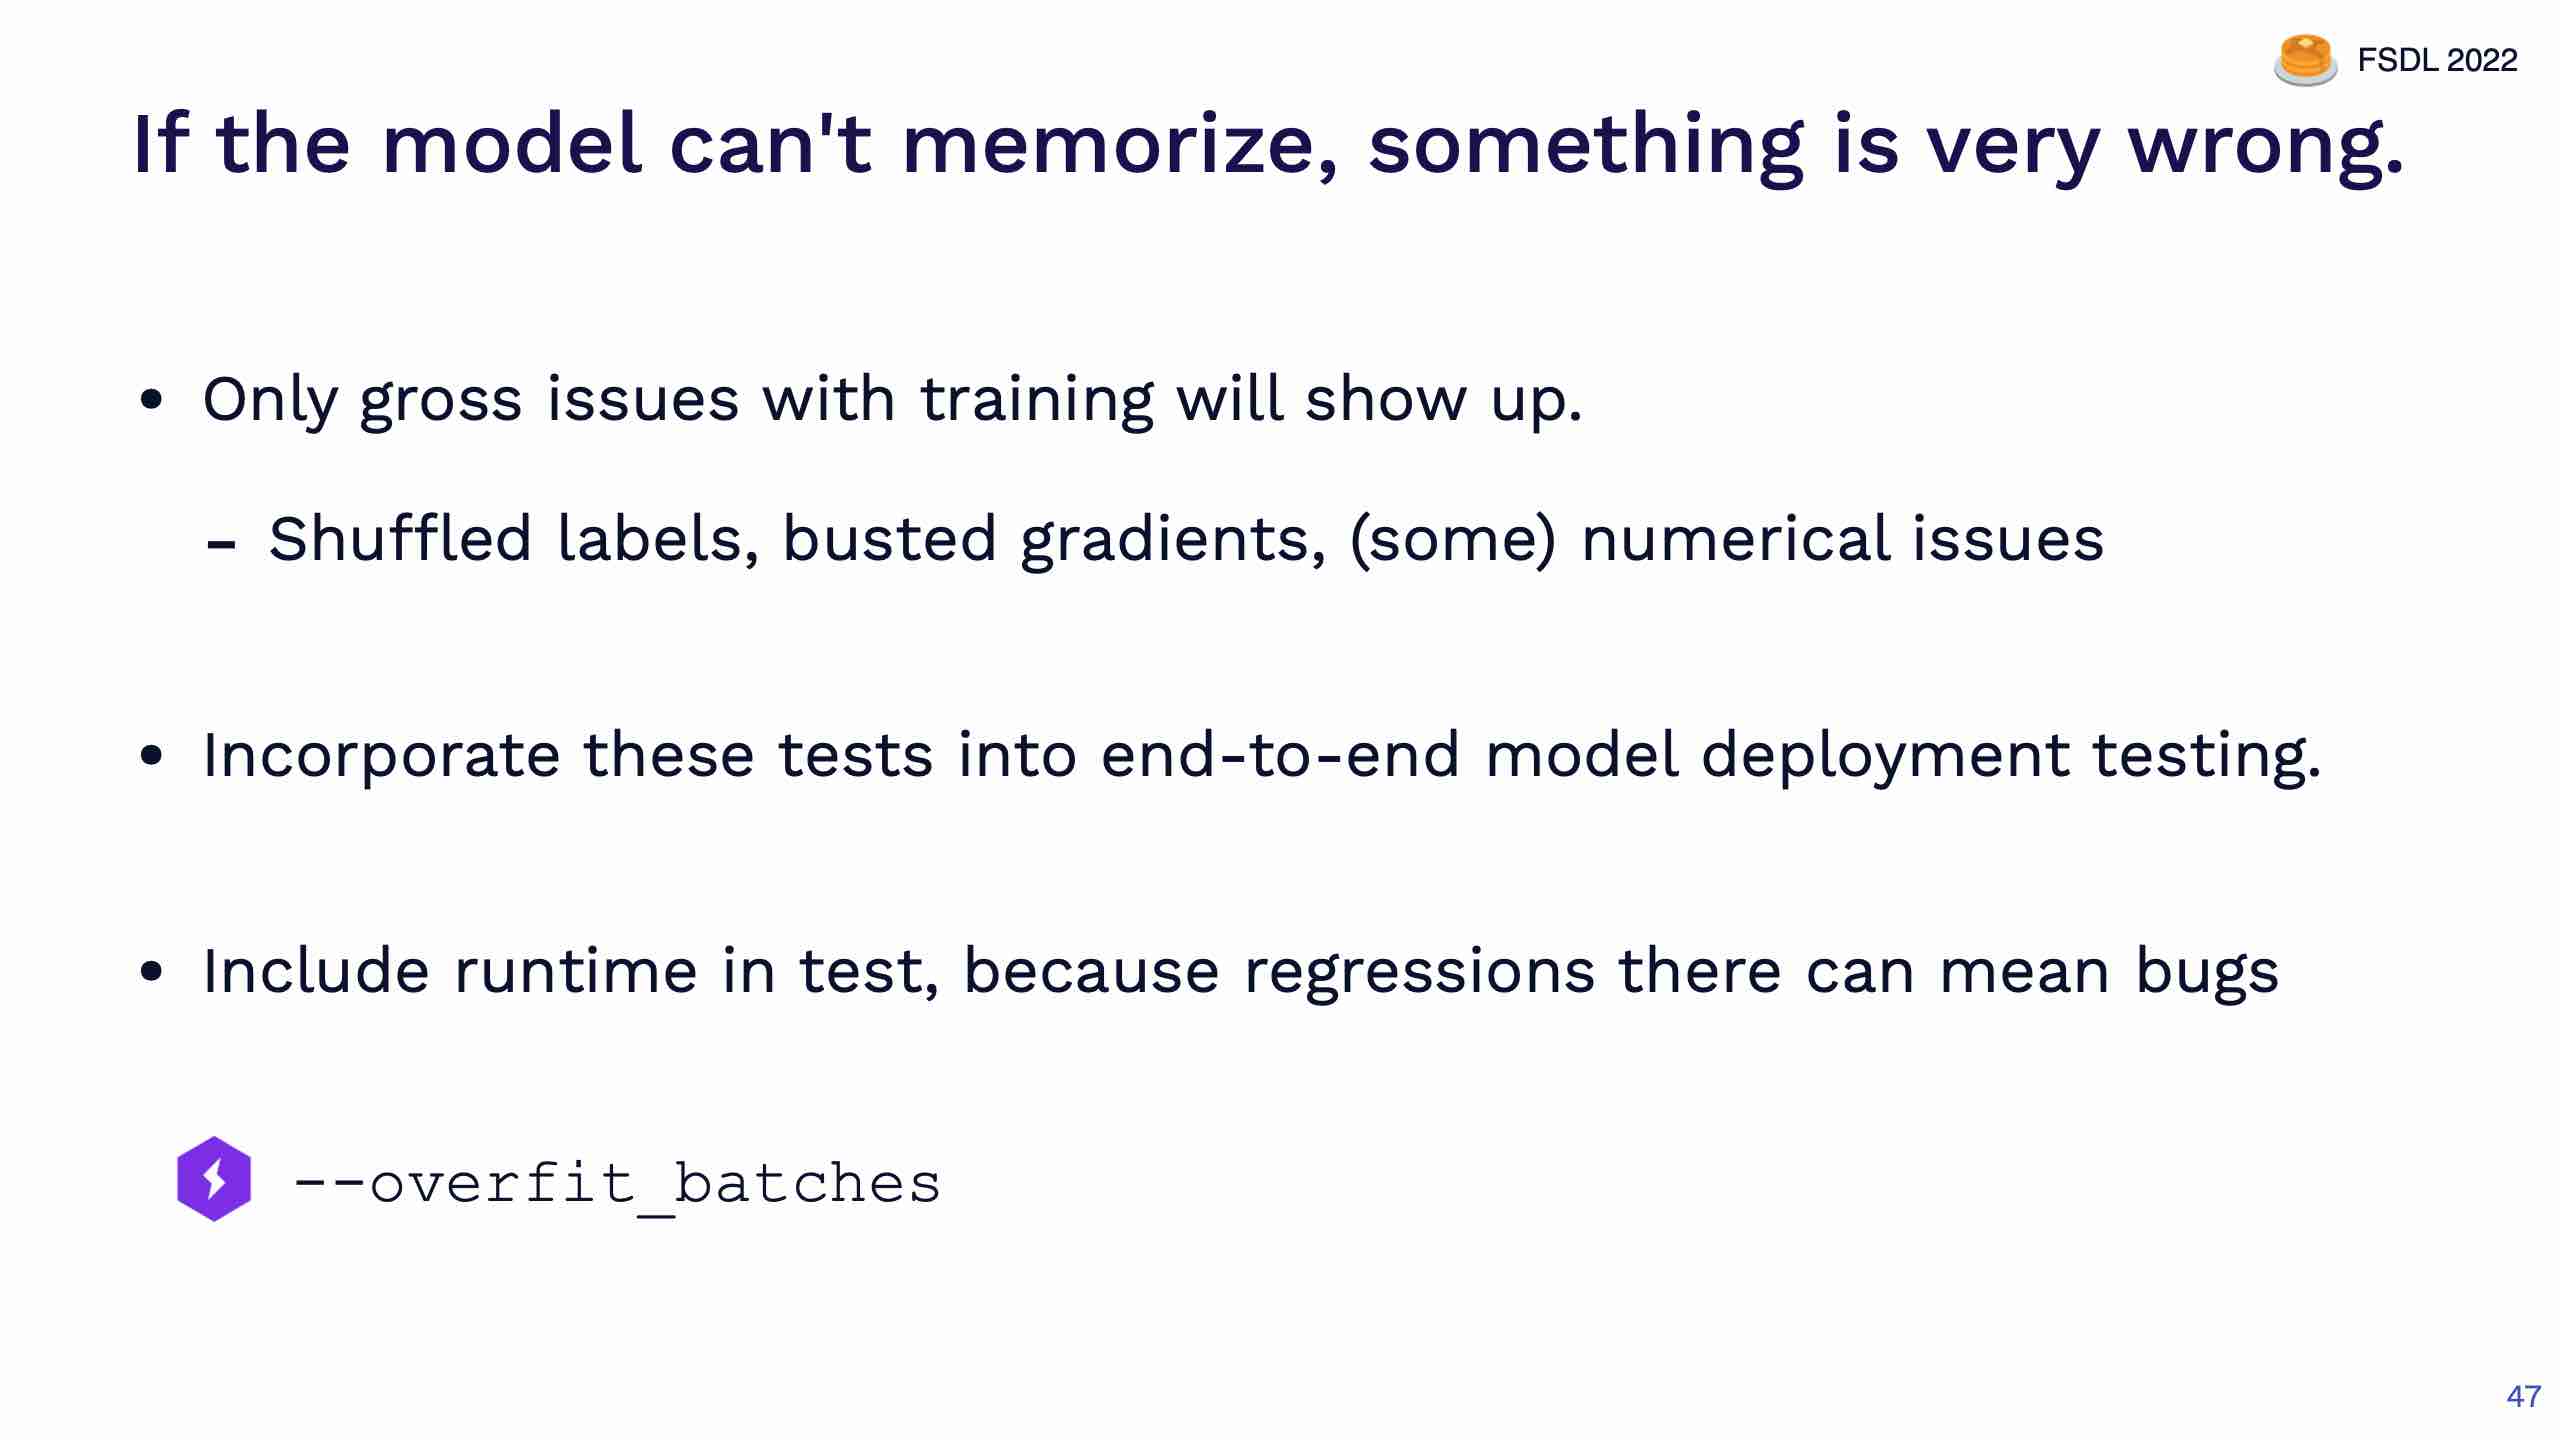 FSDL 2022
If the model can't memorize, something is very wrong.
• Only gross issues with training will show up.
- Shuffled labels, busted gradients, (some) numerical issues
• Incorporate these tests into end-to-end model deployment testing.
• Include runtime in test, because regressions there can mean bugs
--overfit_batches
47